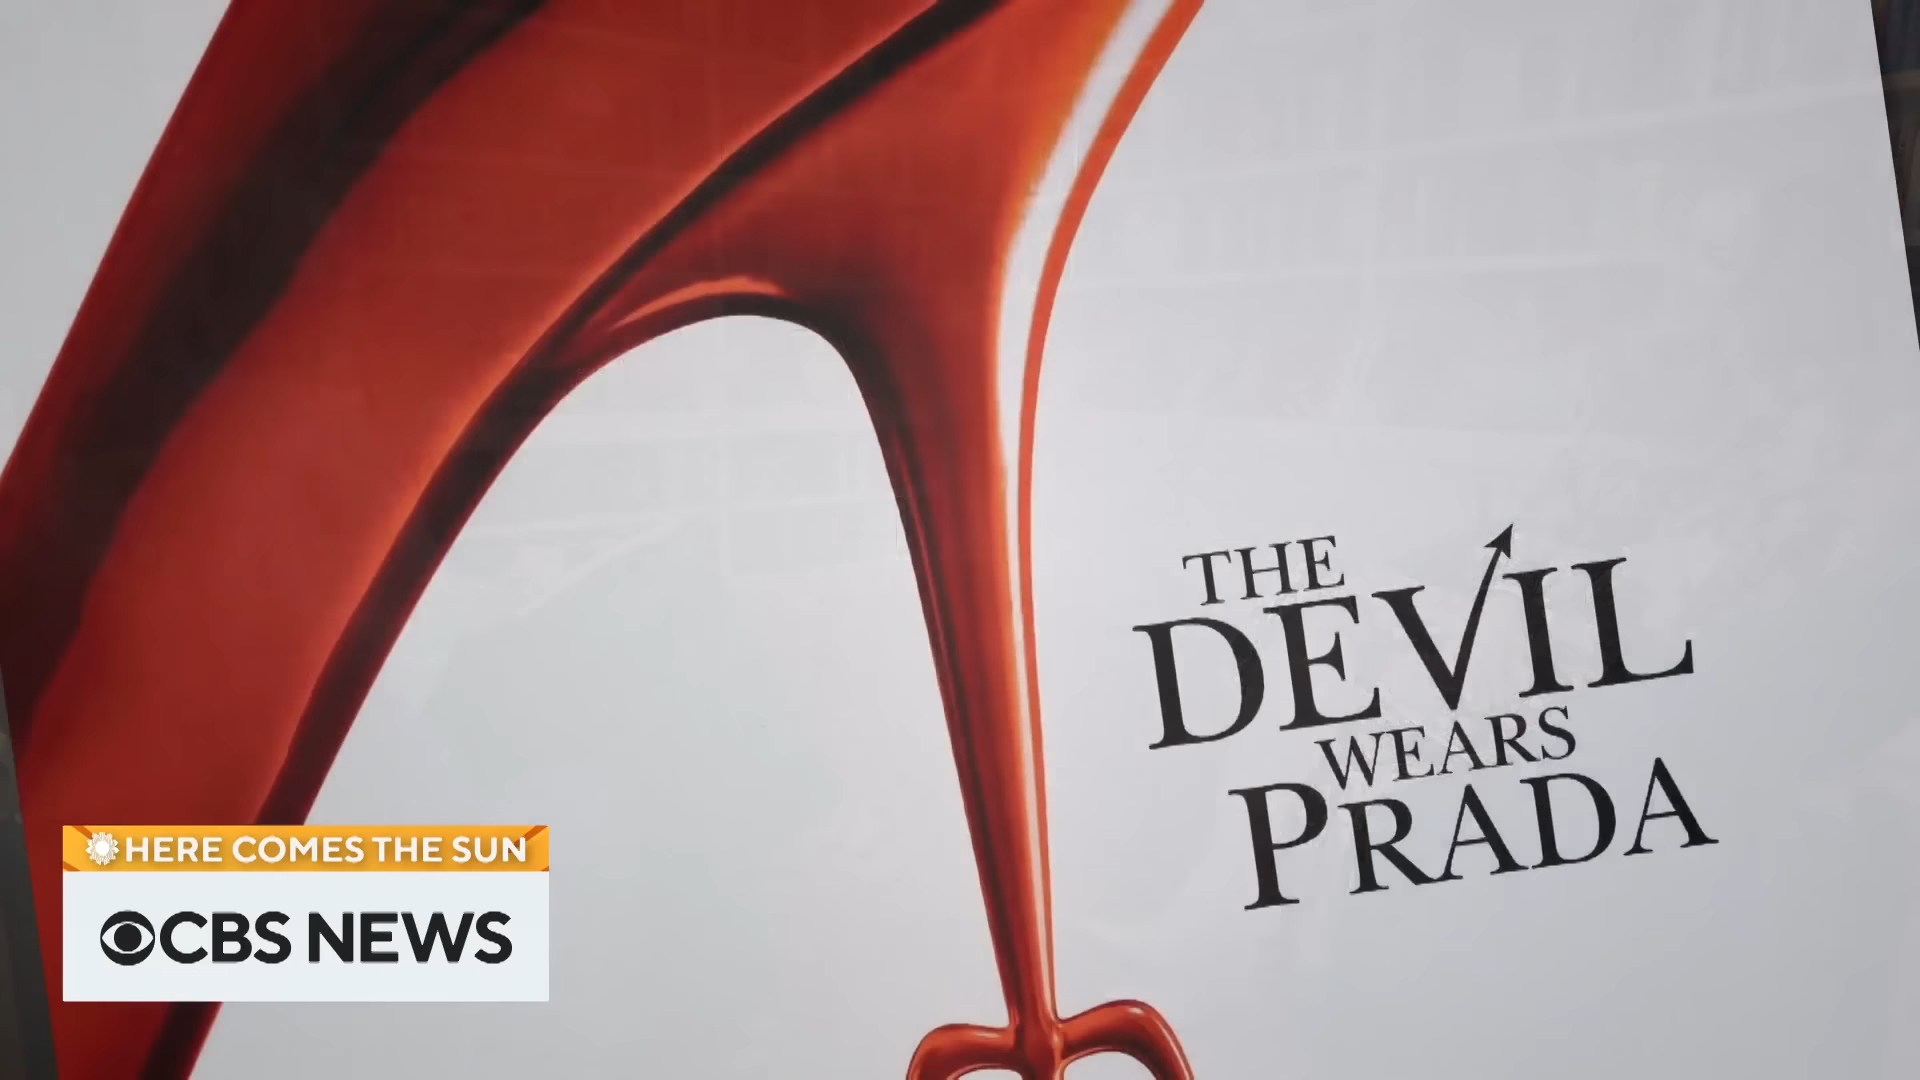 THE
DEVIL
WEARS
PRADA
HERE COMES THE SUN
CBS NEWS